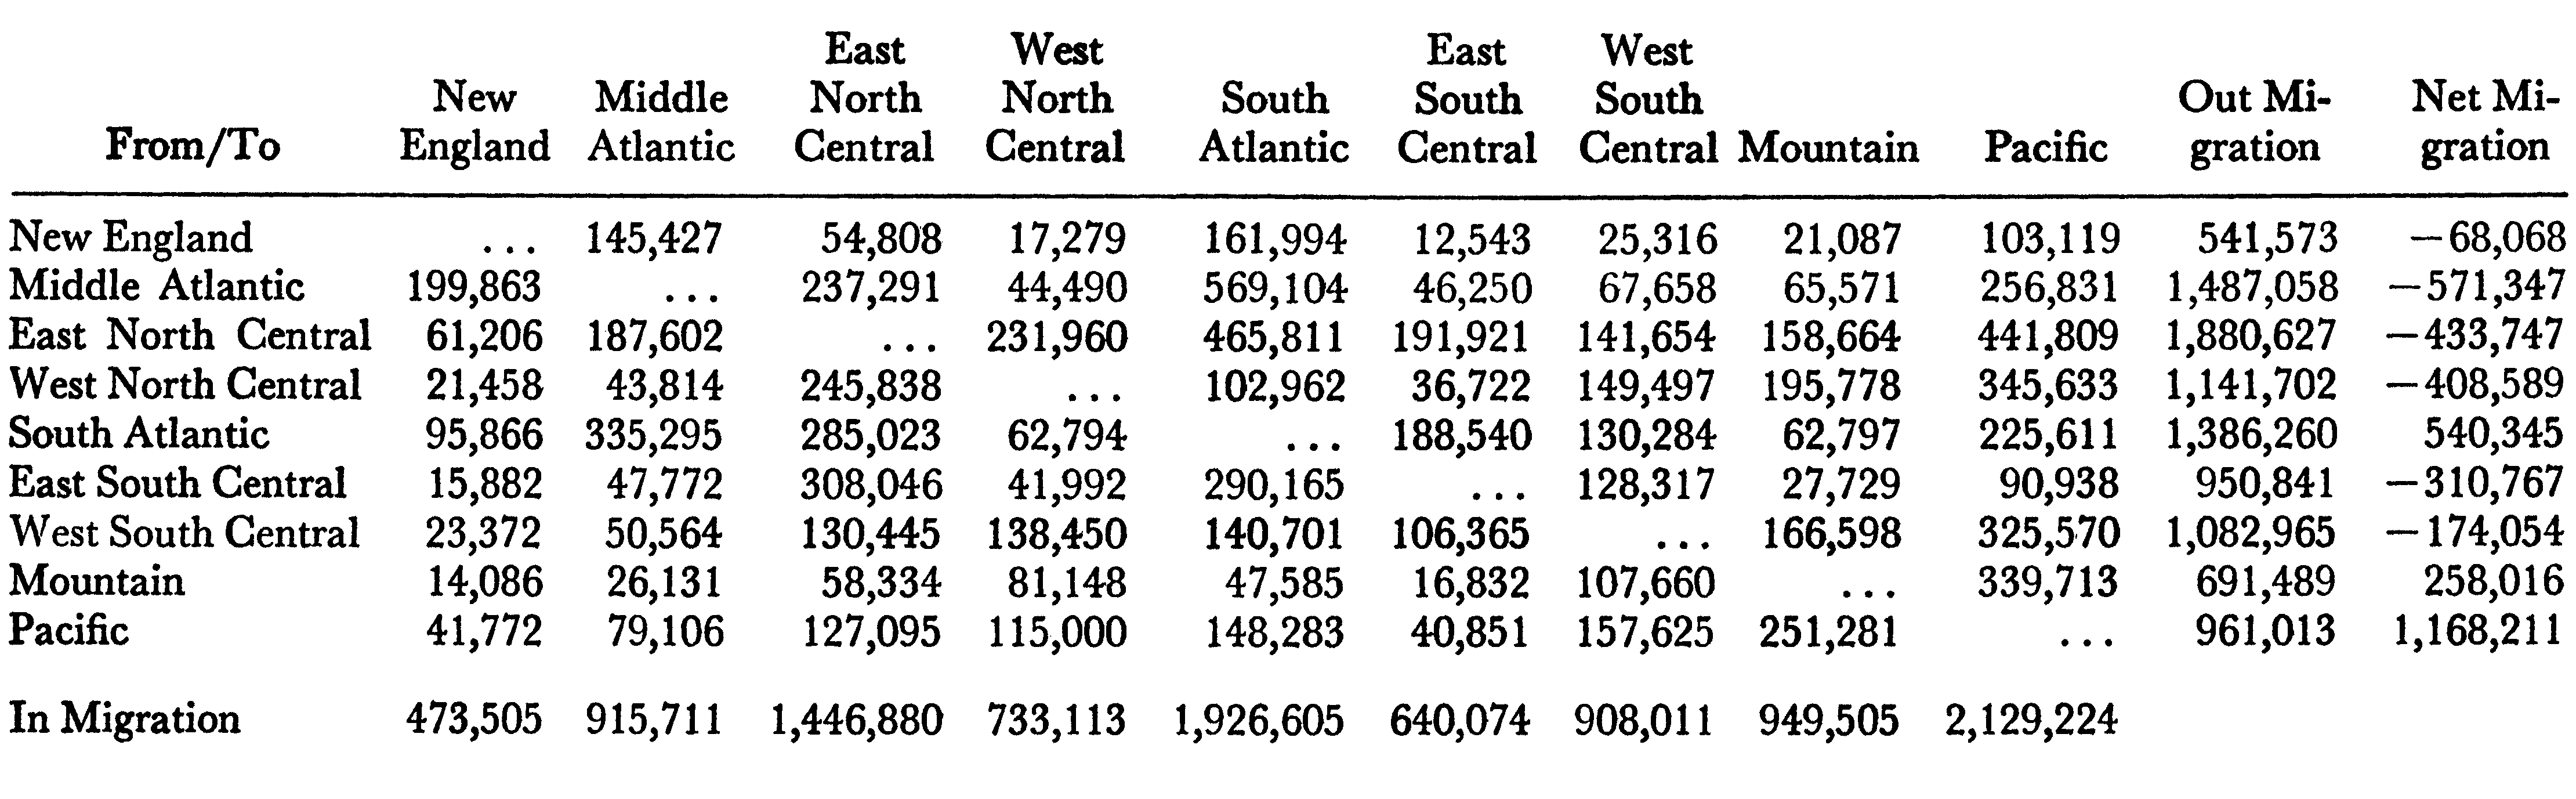 East West East West
New Middle North North South South South Out Mi- Net Mi-
From/To England Atlantic Central Central Atlantic Central Central Mountain Pacific gration gration
New England ... 145,427 54,808 17,279 161,994 12,543 25,316 21,087 103,119 541,573 —68,068
Middle Atlantic 199,863 ... 237,291 44,490 569,104 46,250 67,658 65,571 256,831 1,487,058 —571,347
East North Central 61,206 187,602 ... 231,960 465,811 191,921 141,654 158,664 441,809 1,880,627 —433,747
West North Central 21,458 43,814 245,838 ... 102,962 36,722 149,497 195,778 345,633 1,141,702 —408,589
South Atlantic 95,866 335,295 285,023 62,794 ... 188,540 130,284 62,797 225,611 1,386,260 540,345
East South Central 15,882 47,772 308,046 41,992 290,165 ... 128,317 27,729 90,938 950,841 —310,767
West South Central 23,372 50,564 130,445 138,450 140,701 106,365 ... 166,598 325,570 1,082,965 —174,054
Mountain 14,086 26,131 58,334 81,148 47,585 16,832 107,660 ... 339,713 691,489 258,016
Pacific 41,772 79,106 127,095 115,000 148,283 40,851 157,625 251,281 ... 961,013 1,168,211
In Migration 473,505 915,711 1,446,880 733,113 1,926,605 640,074 908,011 949,505 2,129,224